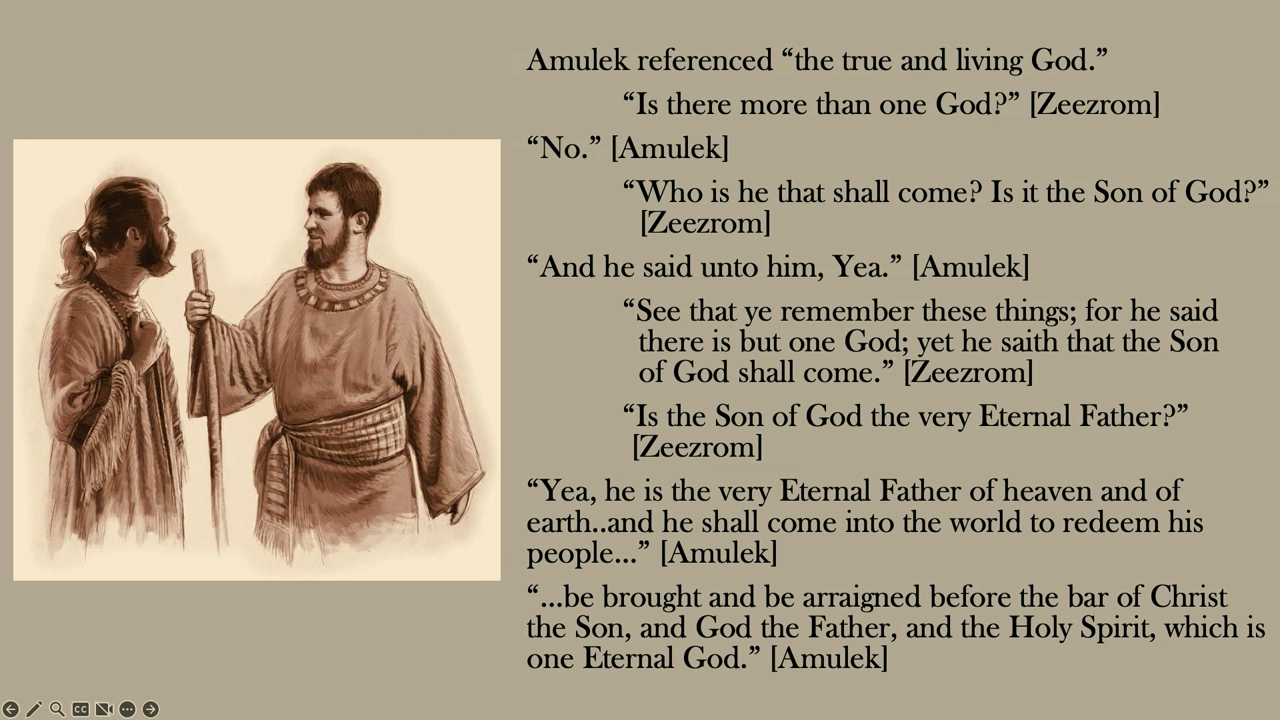 Amulek referenced “the true and living God.”
“Is there more than one God?” [Zeezrom]
“No.” [Amulek]
“Who is he that shall come? Is it the Son of God?”
[Zeezrom]
“And he said unto him, Yea.” [Amulek]
“See that ye remember these things; for he said
there is but one God; yet he saith that the Son
of God shall come.” [Zeezrom]
“Is the Son of God the very Eternal Father?”
[Zeezrom]
“Yea, he is the very Eternal Father of heaven and of
earth..and he shall come into the world to redeem his
people...” [Amulek]
“...be brought and be arraigned before the bar of Christ
the Son, and God the Father, and the Holy Spirit, which is
one Eternal God.” [Amulek]
CC